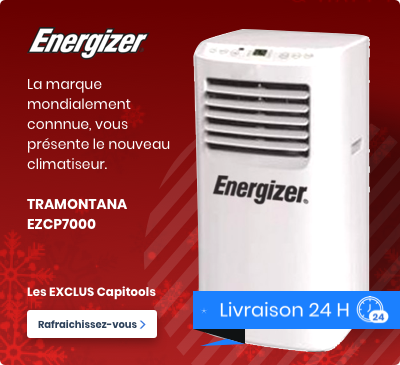 Energizer
La marque
mondialement
connnue, vous
présente le nouveau
climatiseur.
TRAMONTANA
EZCP7000
Energizer
Les EXCLUS Capitools
Livraison 24 H
24
Rafraichissez-vous >